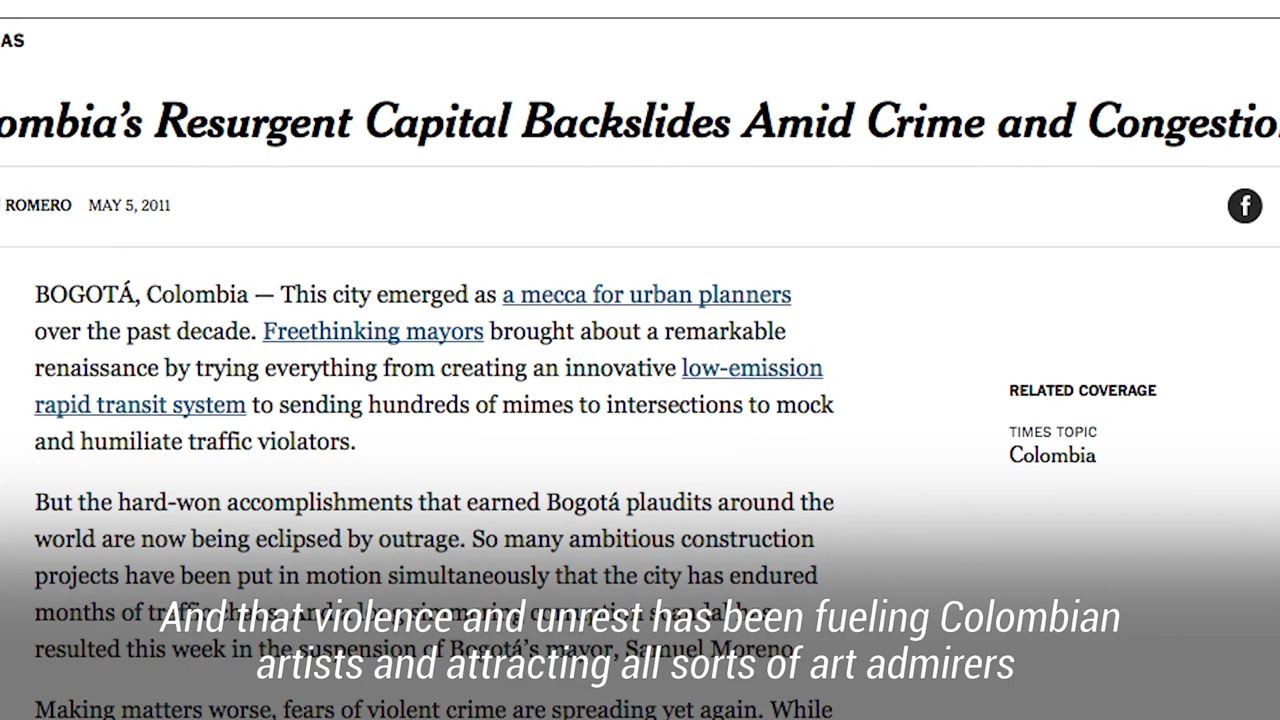 AS
ombia's Resurgent Capital Backslides Amid Crime and Congestio
ROMERO MAY 5, 2011
f
BOGOTÁ, Colombia — This city emerged as a mecca for urban planners
over the past decade. Freethinking mayors brought about a remarkable
renaissance by trying everything from creating an innovative low-emission
rapid transit system to sending hundreds of mimes to intersections to mock
and humiliate traffic violators.
RELATED COVERAGE
TIMES TOPIC
Colombia
But the hard-won accomplishments that earned Bogotá plaudits around the
world are now being eclipsed by outrage. So many ambitious construction
projects have been put in motion simultaneously that the city has endured
months of traffic chaos. And a long-simmering corruption scandal has
resulted this week in the suspension of Bogotá's mayor, Samuel Moreno.
Making matters worse, fears of violent crime are spreading yet again. While
And that violence and unrest has been fueling Colombian
artists and attracting all sorts of art admirers